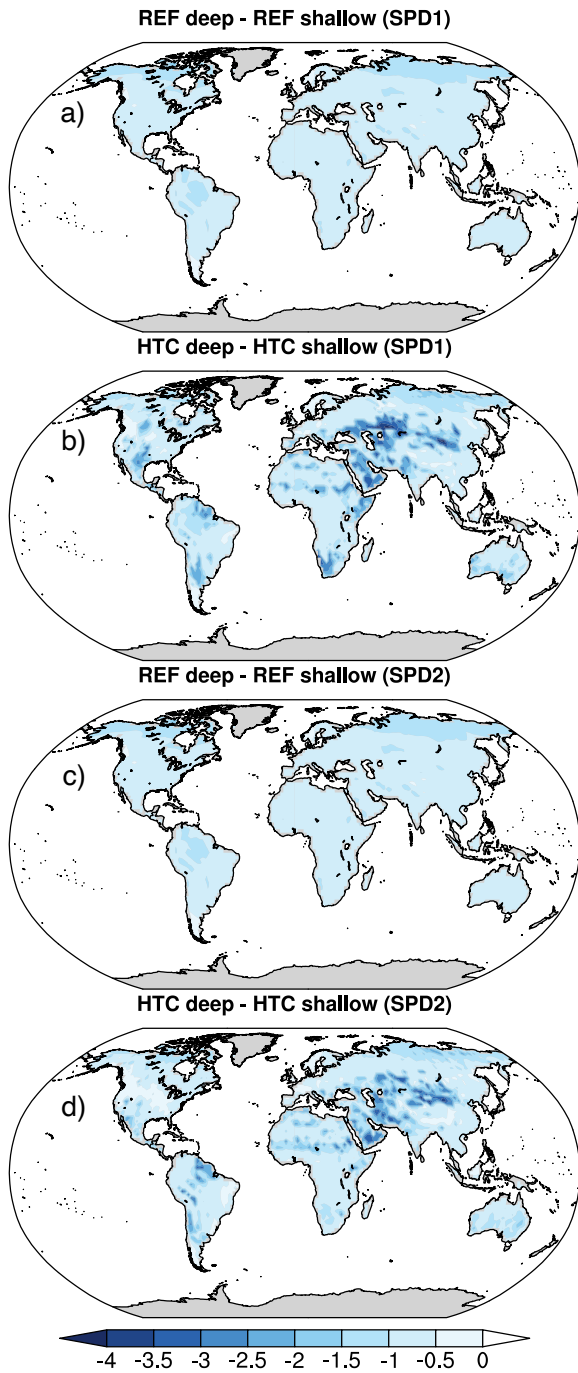 REF deep - REF shallow (SPD1)
a)
HTC deep - HTC shallow (SPD1)
b)
REF deep - REF shallow (SPD2)
c)
HTC deep - HTC shallow (SPD2)
d)
-4 -3.5 -3 -2.5 -2 -1.5 -1 -0.5 0